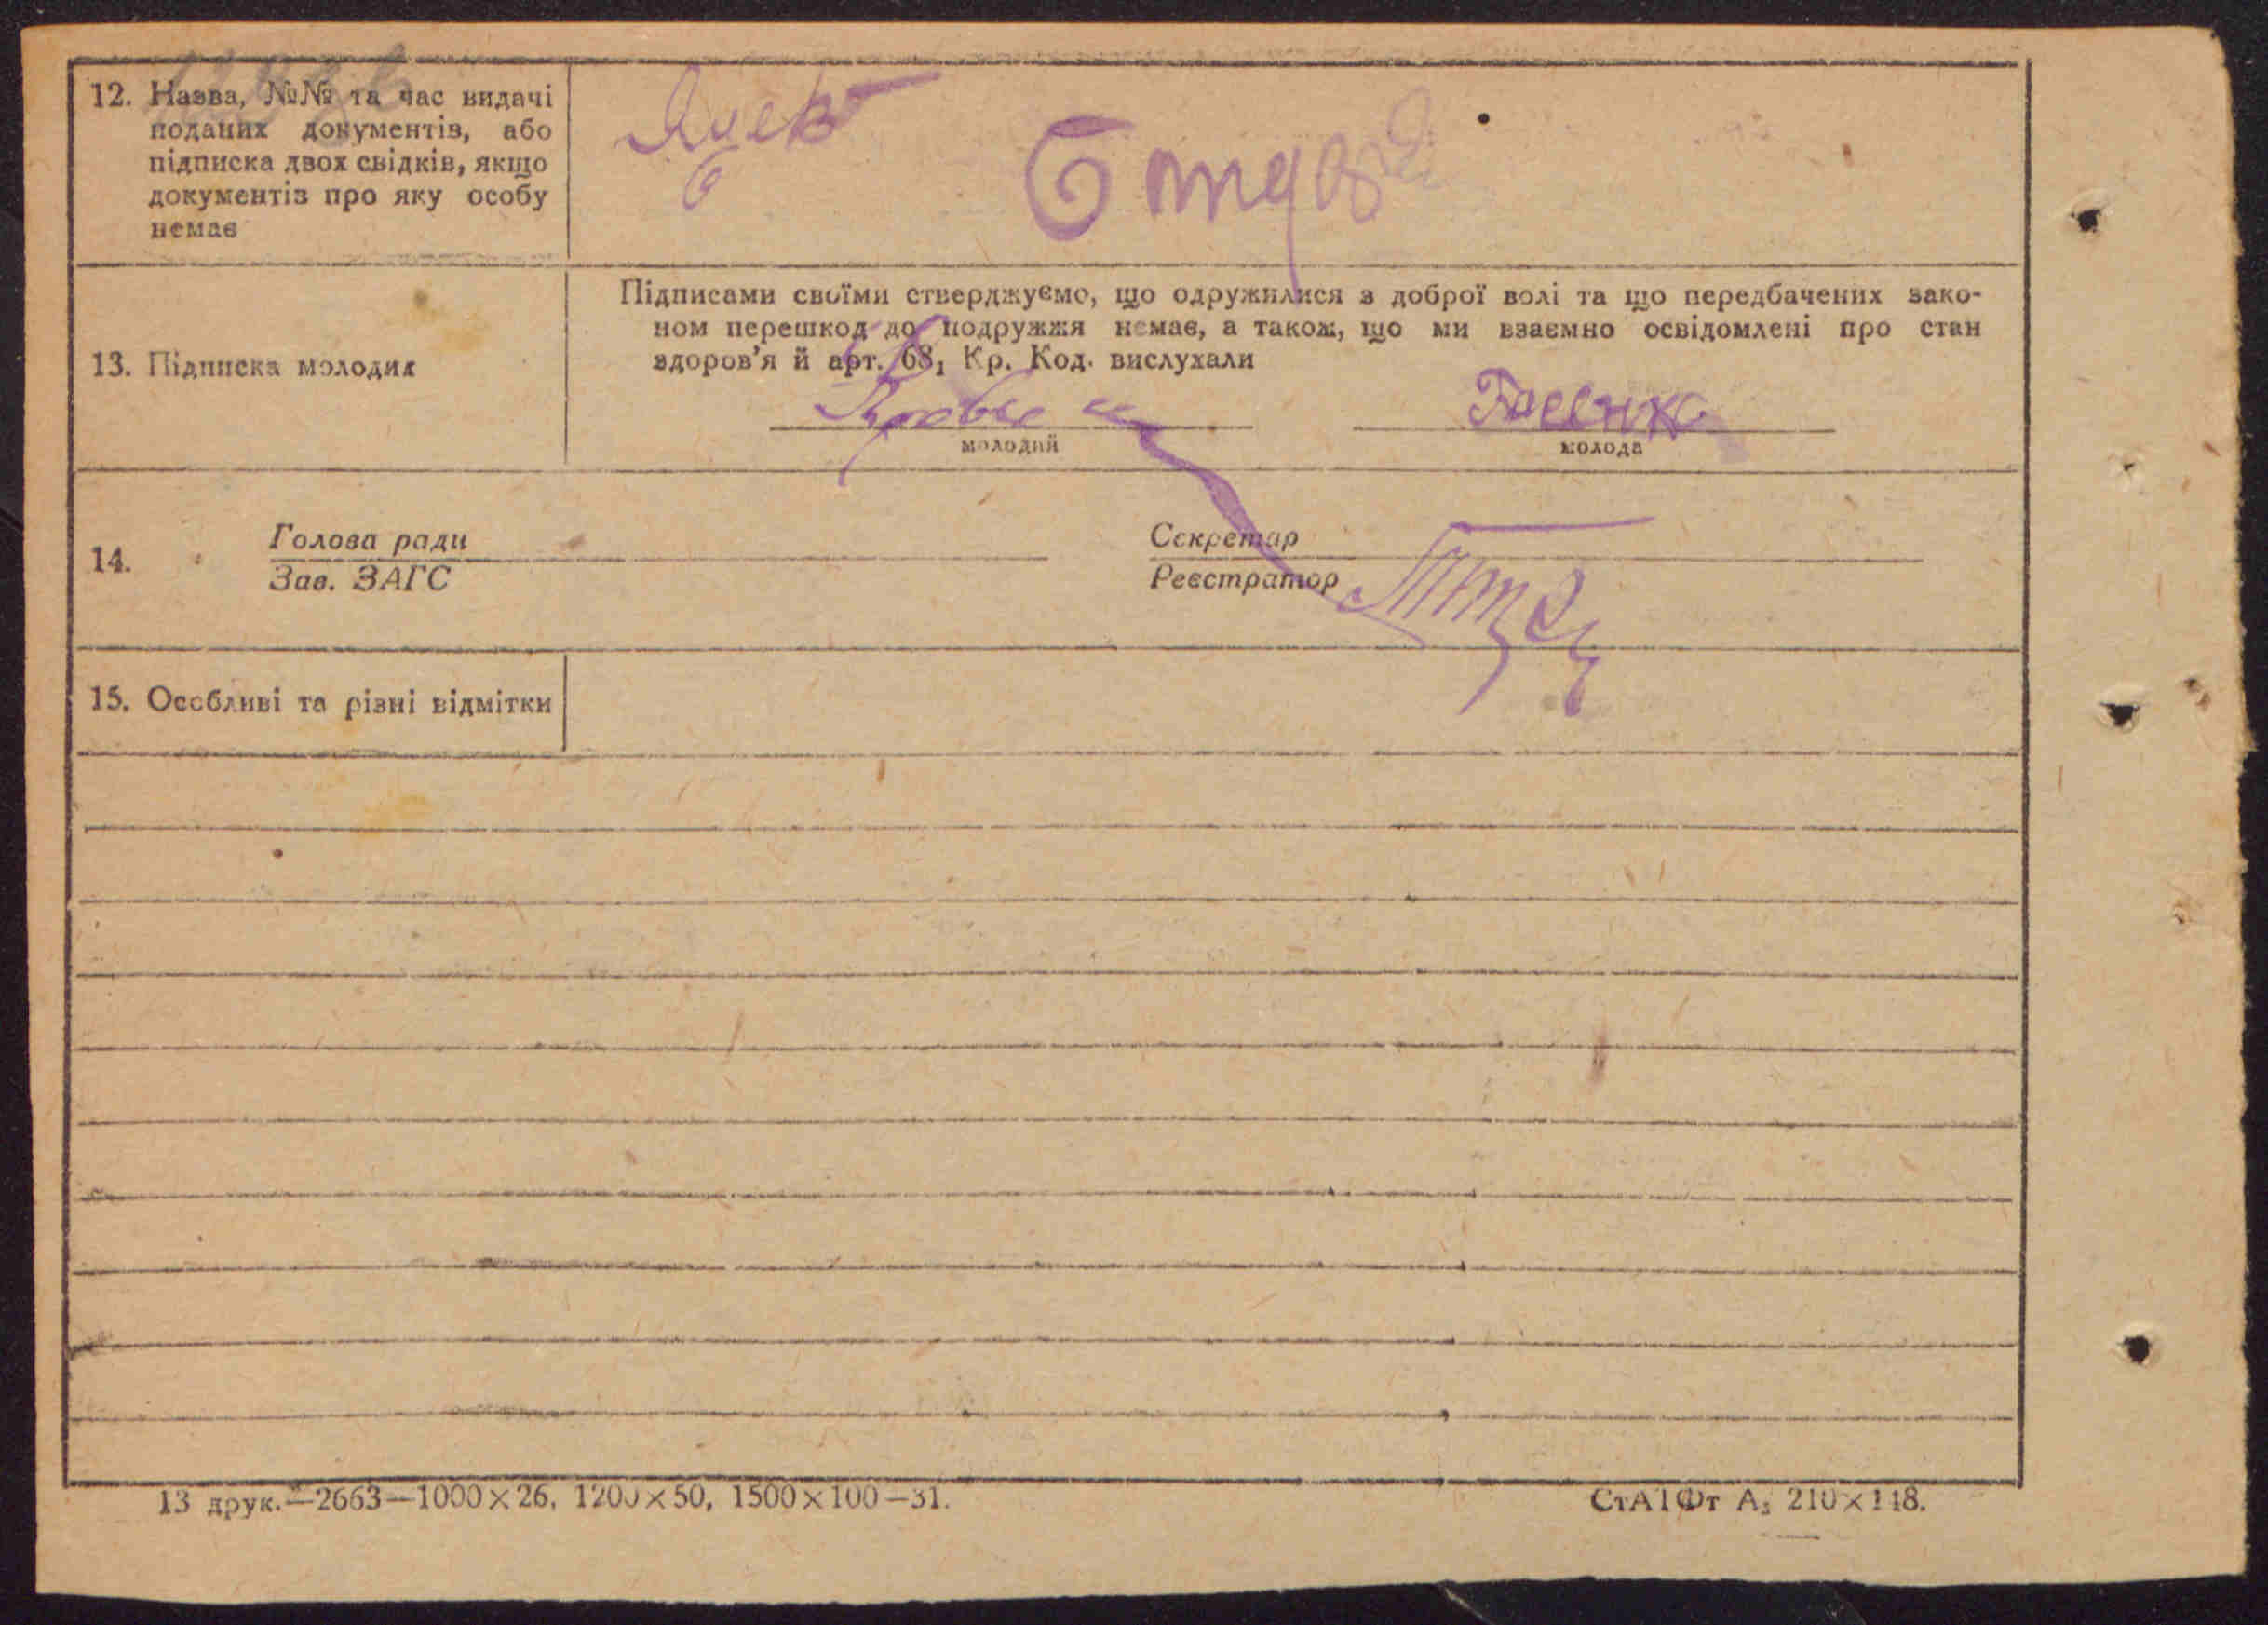 12. Назва, №№ та час видачі
поданих документів, або
підписка двох свідків, якщо
документів про яку особу
немає
13. Підписка молодих
Підписами своїми стверджуємо, що одружилися з доброї волі та що передбачених зако-
ном перешкод до подружжя немає, а також, що ми взаємно освідомлені про стан
здоров'я й арт. 68, Кр. Код. вислухали
молодий
молода
14.
Голова ради
Зав. ЗАГС
Секретар
Реєстратор
15. Особливі та різні відмітки
13 друк.—2663—1000×26, 1200×50, 1500×100—31.
СтАТФт А₅ 210×148.